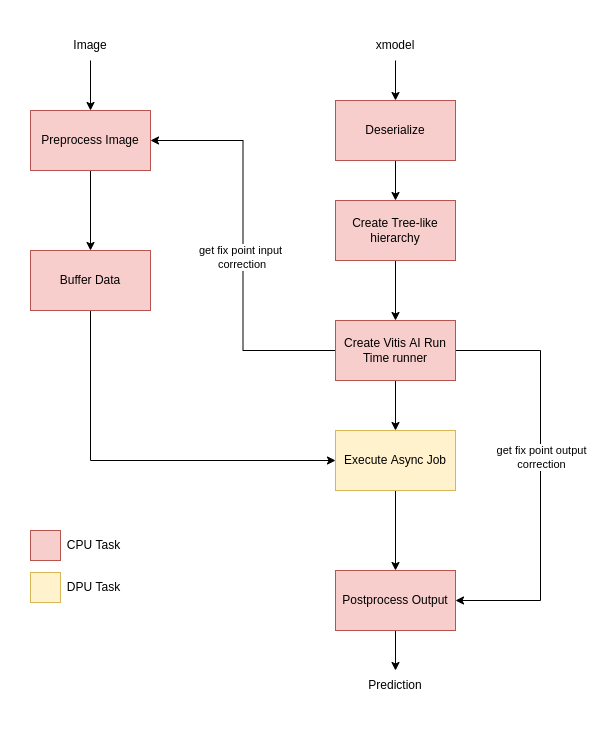 Image
xmodel
Preprocess Image
Deserialize
Create Tree-like
hierarchy
get fix point input
correction
Buffer Data
Create Vitis AI Run
Time runner
Execute Async Job
get fix point output
correction
CPU Task
DPU Task
Postprocess Output
Prediction